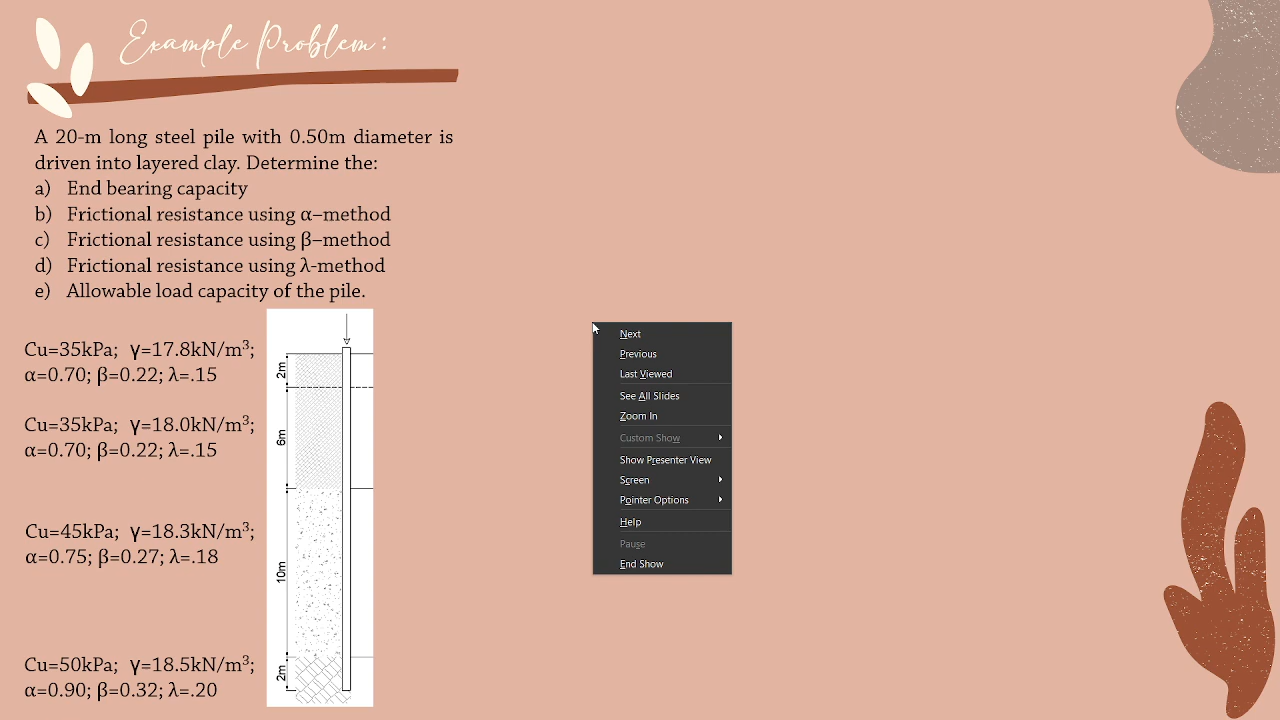 Example Problem:
A 20-m long steel pile with 0.50m diameter is
driven into layered clay. Determine the:
a) End bearing capacity
b) Frictional resistance using α–method
c) Frictional resistance using β–method
d) Frictional resistance using λ-method
e) Allowable load capacity of the pile.
Cu=35kPa; γ=17.8kN/m³;
α=0.70; β=0.22; λ=.15
Cu=35kPa; γ=18.0kN/m³;
α=0.70; β=0.22; λ=.15
Cu=45kPa; γ=18.3kN/m³;
α=0.75; β=0.27; λ=.18
Cu=50kPa; γ=18.5kN/m³;
α=0.90; β=0.32; λ=.20
2m
6m
10m
2m
Next
Previous
Last Viewed
See All Slides
Zoom In
Custom Show
Show Presenter View
Screen
Pointer Options
Help
Pause
End Show